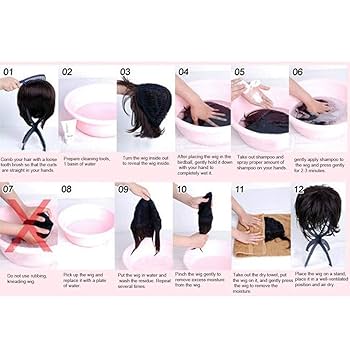 01
02
03
04
05
06
Comb your hair with a loose
tooth brush so that the curls
are straight in your hands.
Prepare cleaning tools,
1 basin of water
Turn the wig inside out
to reveal the wig inside
After placing the wig in the
birdball, gently hold it down
with your hand to
completely wet it.
Take out shampoo and
spray proper amount of
shampoo on your hands.
gently apply shampoo to
the wig and press gently
for 2-3 minutes.
07
08
09
10
11
12
Do not use rubbing,
kneading wig.
Pick up the wig and
replace it with a plate
of water.
Put the wig in water and
wash the residue. Repeat
several times.
Pinch the wig gently to
remove excess moisture
from the wig.
Take out the dry towel, put
the wig on it, and gently press
the wig to remove the
moisture.
Place the wig on a stand,
place it in a well-ventilated
position and air dry.